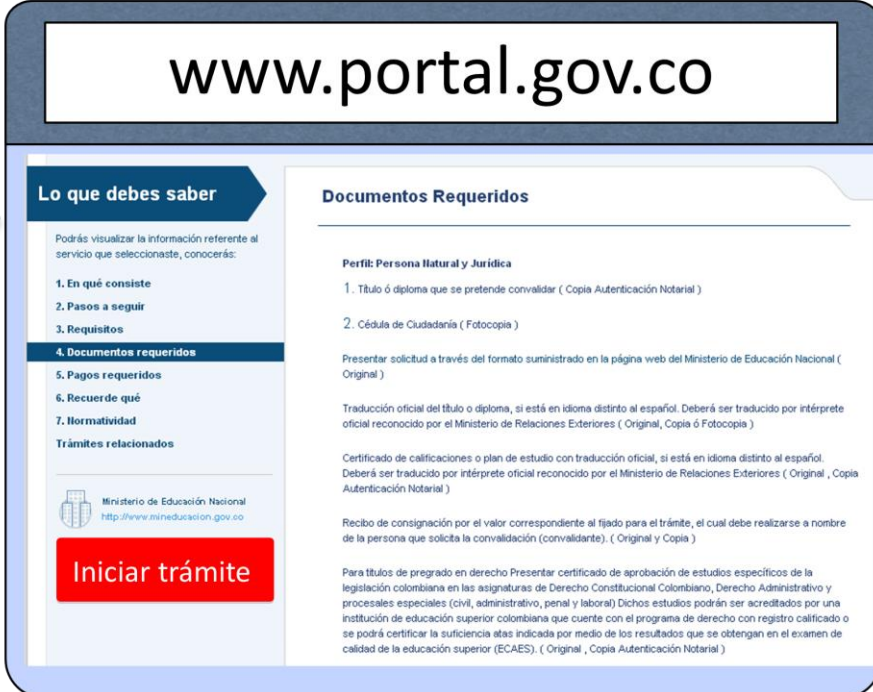 www.portal.gov.co
Lo que debes saber
Podrás visualizar la información referente al
servicio que seleccionaste, conocerás:
1. En qué consiste
2. Pasos a seguir
3. Requisitos
4. Documentos requeridos
5. Pagos requeridos
6. Recuerde qué
7. Normatividad
Trámites relacionados
Ministerio de Educación Nacional
http://www.mineducacion.gov.co
Iniciar trámite
Documentos Requeridos
Perfil: Persona Natural y Jurídica
1. Título ó diploma que se pretende convalidar ( Copia Autenticación Notarial )
2. Cédula de Ciudadanía ( Fotocopia )
Presentar solicitud a través del formato suministrado en la página web del Ministerio de Educación Nacional (
Original )
Traducción oficial del título o diploma, si está en idioma distinto al español. Deberá ser traducido por intérprete
oficial reconocido por el Ministerio de Relaciones Exteriores ( Original, Copia ó Fotocopia )
Certificado de calificaciones o plan de estudio con traducción oficial, si está en idioma distinto al español.
Deberá ser traducido por intérprete oficial reconocido por el Ministerio de Relaciones Exteriores ( Original , Copia
Autenticación Notarial )
Recibo de consignación por el valor correspondiente al fijado para el trámite, el cual debe realizarse a nombre
de la persona que solicita la convalidación (convalidante). ( Original y Copia )
Para títulos de pregrado en derecho Presentar certificado de aprobación de estudios específicos de la
legislación colombiana en las asignaturas de Derecho Constitucional Colombiano, Derecho Administrativo y
procesales especiales (civil, administrativo, penal y laboral) Dichos estudios podrán ser acreditados por una
institución de educación superior colombiana que cuente con el programa de derecho con registro calificado o
se podrá certificar la suficiencia atas indicada por medio de los resultados que se obtengan en el examen de
calidad de la educación superior (ECAES). ( Original , Copia Autenticación Notarial )